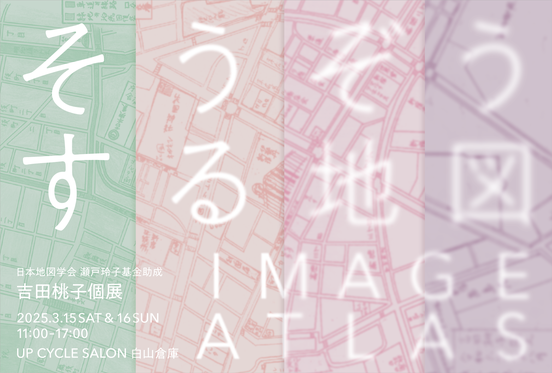 そうぞう
する地図
IMAGE
ATLAS
日本地図学会 瀬戸玲子基金助成
吉田桃子個展
2025.3.15 SAT & 16 SUN
11:00-17:00
UP CYCLE SALON 白山倉庫